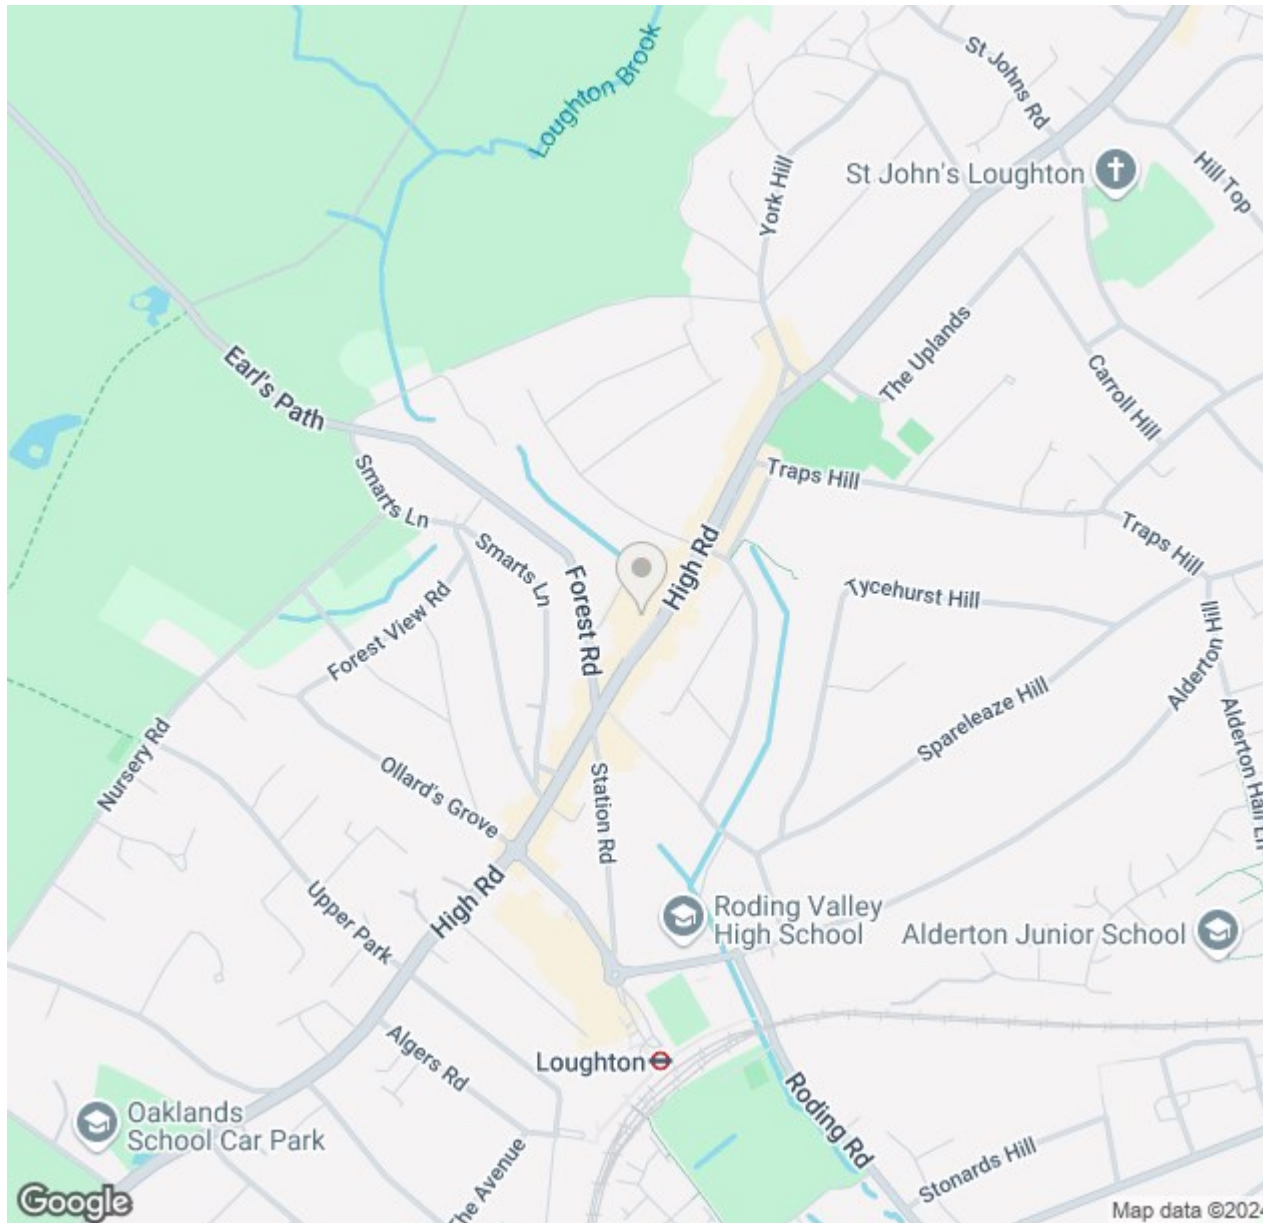 Loughton Brook
St Johns Rd
York Hill
St John's Loughton
Hill Top
Earl's Path
The Uplands
Carroll Hill
Smarts Ln
Traps Hill
Traps Hill
Smarts Ln
High Rd
Forest Rd
Tycehurst Hill
Forest View Rd
Alderton Hill
Spareleaze Hill
Alderton Hall Ln
Nursery Rd
Ollard's Grove
Station Rd
High Rd
Upper Park
Roding Valley
High School
Alderton Junior School
Algers Rd
Loughton
Roding Rd
Oaklands
School Car Park
The Avenue
Stonards Hill
Google
Map data ©2024